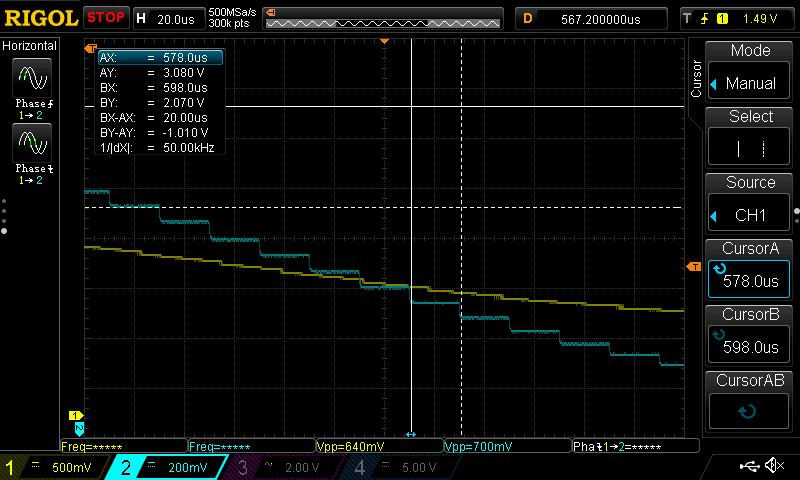 RIGOL STOP H 20.0us 500MSa/s 300k pts D 567.200000us T 1 1.49 V
Horizontal
Phase
1→2
Phase
1→2
AX: = 578.0us
AY: = 3.080 V
BX: = 598.0us
BY: = 2.070 V
BX-AX: = 20.00us
BY-AY: = -1.010 V
1/|dX|: = 50.00kHz
T
T
1
2
Cursor
Mode
Manual
Select
Source
CH1
CursorA
578.0us
CursorB
598.0us
CursorAB
Freq=***** Freq=***** Vpp=640mV Vpp=700mV Pha1→2=*****
1 500mV 2 200mV 3 2.00 V 4 5.00 V